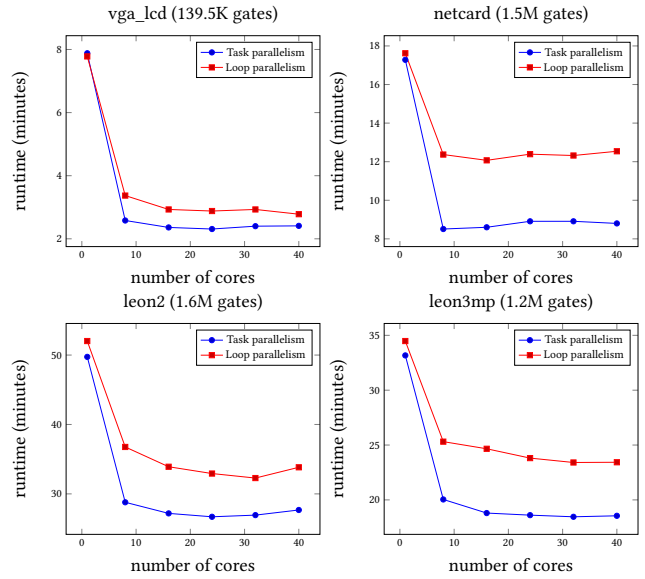 vga_lcd (139.5K gates)
8
6
4
2
runtime (minutes)
Task parallelism
Loop parallelism
0 10 20 30 40
number of cores
netcard (1.5M gates)
18
16
14
12
10
8
runtime (minutes)
Task parallelism
Loop parallelism
0 10 20 30 40
number of cores
leon2 (1.6M gates)
50
40
30
runtime (minutes)
Task parallelism
Loop parallelism
0 10 20 30 40
number of cores
leon3mp (1.2M gates)
35
30
25
20
runtime (minutes)
Task parallelism
Loop parallelism
0 10 20 30 40
number of cores